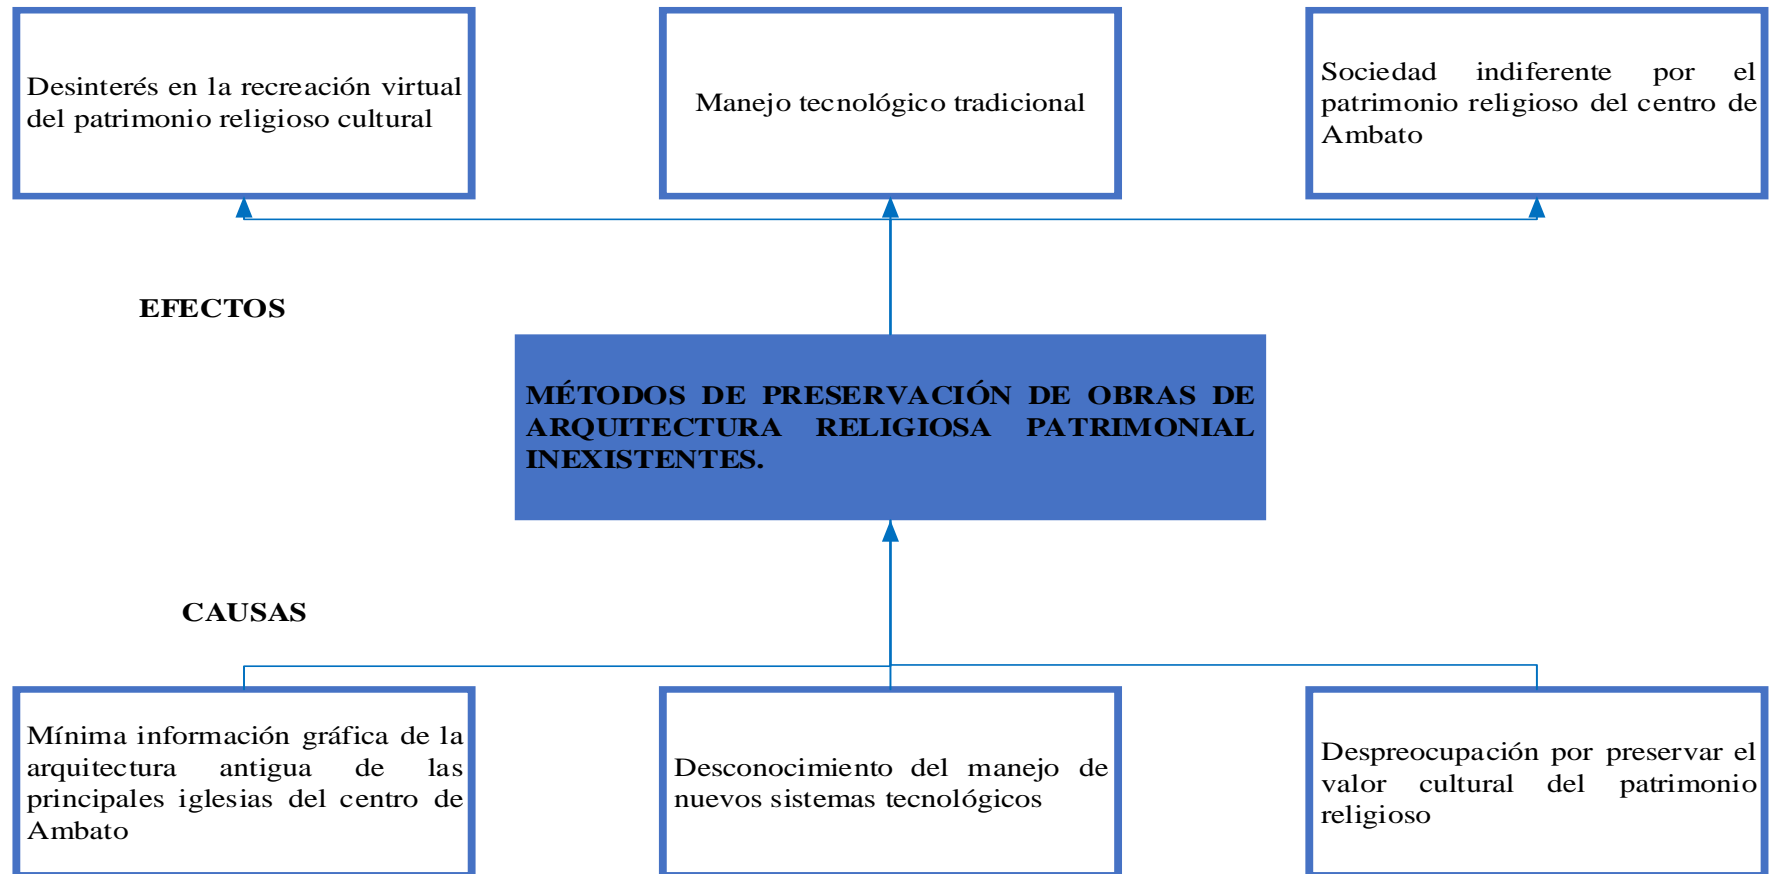 Desinterés en la recreación virtual
del patrimonio religioso cultural
Manejo tecnológico tradicional
Sociedad indiferente por el
patrimonio religioso del centro de
Ambato
EFECTOS
MÉTODOS DE PRESERVACIÓN DE OBRAS DE
ARQUITECTURA RELIGIOSA PATRIMONIAL
INEXISTENTES.
CAUSAS
Mínima información gráfica de la
arquitectura antigua de las
principales iglesias del centro de
Ambato
Desconocimiento del manejo de
nuevos sistemas tecnológicos
Despreocupación por preservar el
valor cultural del patrimonio
religioso